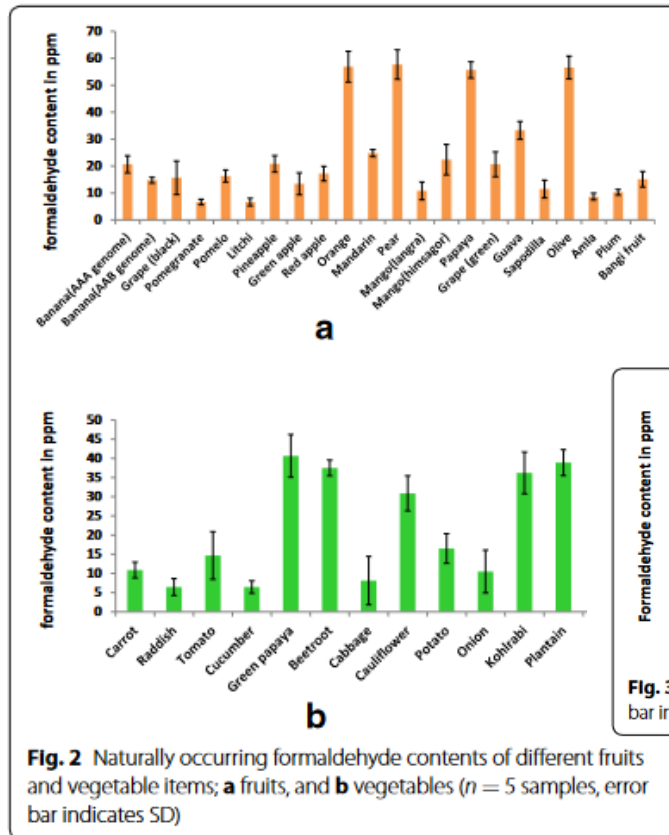 formaldehyde content in ppm
70
60
50
40
30
20
10
0
Banana(AAA genome)
Banana(AAB genome)
Grape (black)
Pomegranate
Pomelo
Litchi
Pineapple
Green apple
Red apple
Orange
Mandarin
Pear
Mango(langra)
Mango(himsagor)
Papaya
Grape (green)
Guava
Sapodilla
Olive
Amla
Plum
Bangi fruit
a
formaldehyde content in ppm
50
45
40
35
30
25
20
15
10
5
0
Carrot
Raddish
Tomato
Cucumber
Green papaya
Beetroot
Cabbage
Cauliflower
Potato
Onion
Kohlrabi
Plantain
b
Fig. 2 Naturally occurring formaldehyde contents of different fruits
and vegetable items; a fruits, and b vegetables (n = 5 samples, error
bar indicates SD)
Formaldehyde content in ppm
Fig. 3
bar in